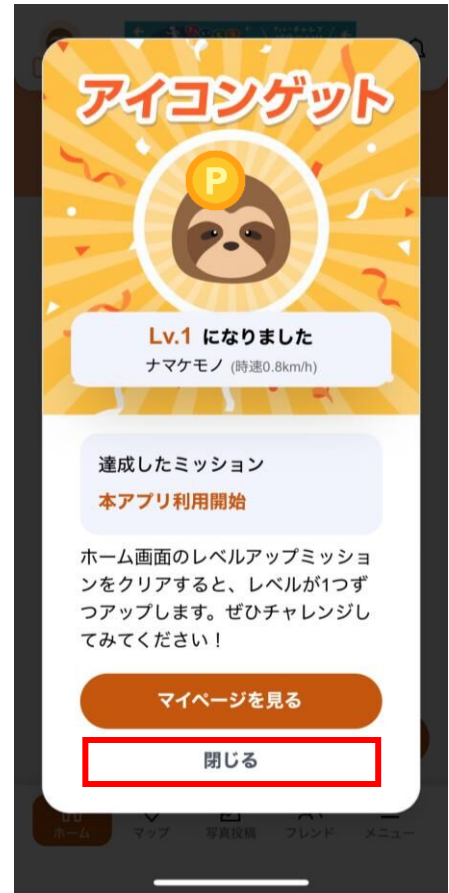 アイコンゲット
P
Lv.1 になりました
ナマケモノ (時速0.8km/h)
達成したミッション
本アプリ利用開始
ホーム画面のレベルアップミッショ
ンをクリアすると、レベルが1つず
つアップします。ぜひチャレンジし
てみてください！
マイページを見る
閉じる
ホーム マップ 写真投稿 フレンド メニュー